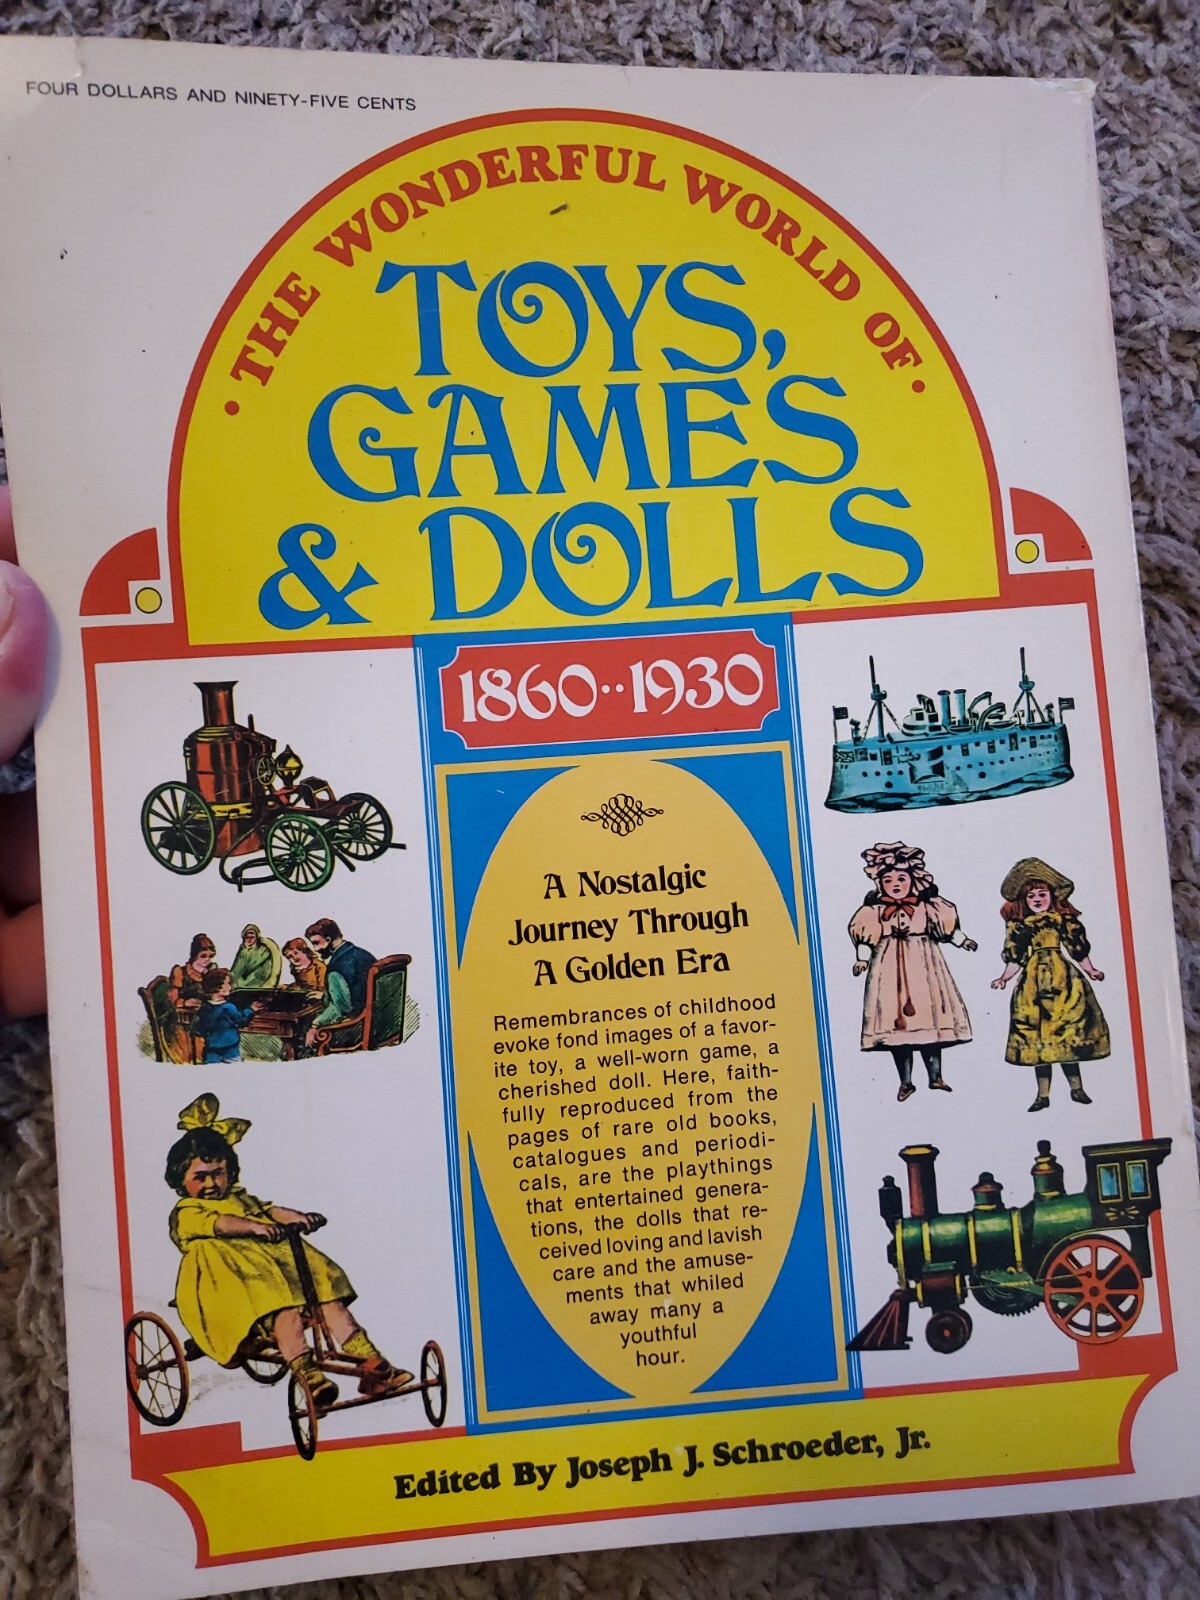 FOUR DOLLARS AND NINETY-FIVE CENTS
• THE WONDERFUL WORLD OF •
TOYS,
GAMES
& DOLLS
1860··1930
A Nostalgic
Journey Through
A Golden Era
Remembrances of childhood
evoke fond images of a favor-
ite toy, a well-worn game, a
cherished doll. Here, faith-
fully reproduced from the
pages of rare old books,
catalogues and periodi-
cals, are the playthings
that entertained genera-
tions, the dolls that re-
ceived loving and lavish
care and the amuse-
ments that whiled
away many a
youthful
hour.
Edited By Joseph J. Schroeder, Jr.